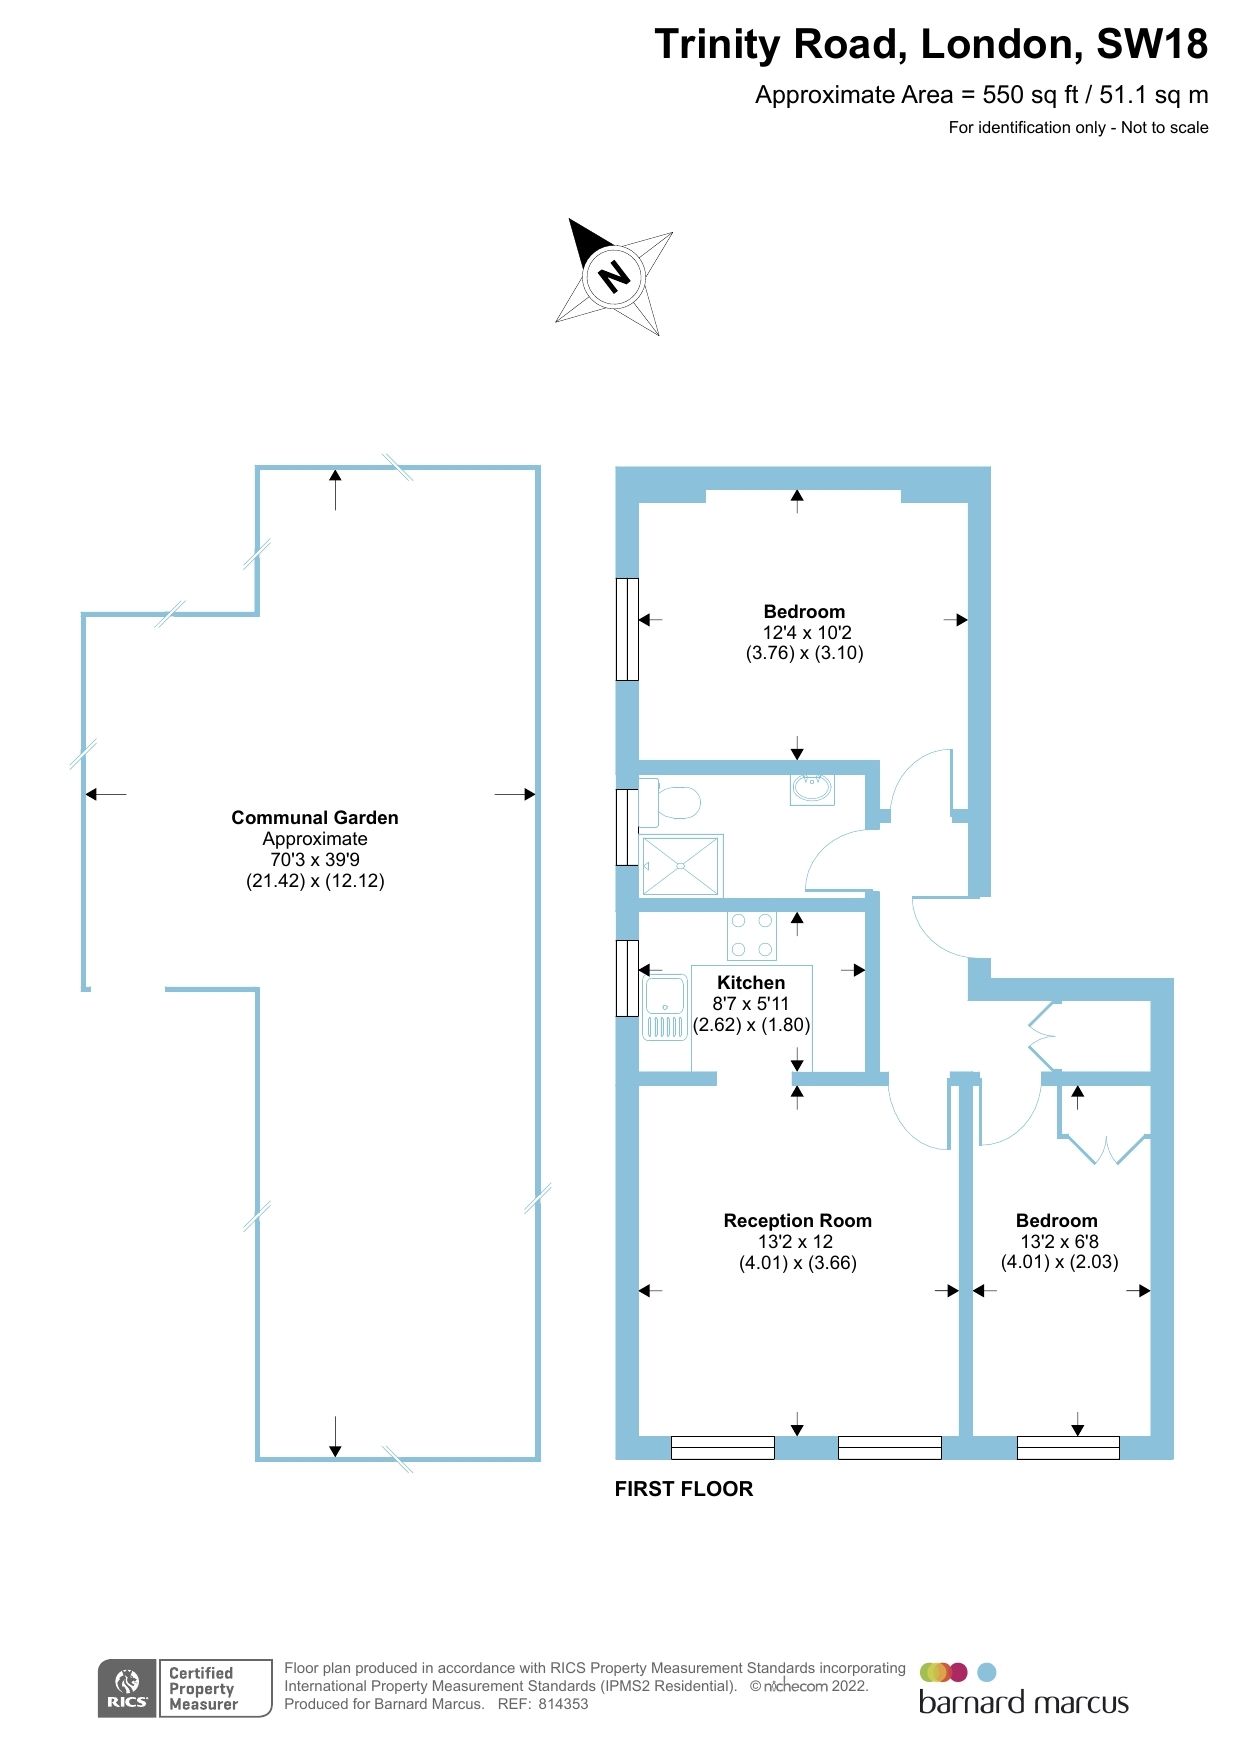 Trinity Road, London, SW18
Approximate Area = 550 sq ft / 51.1 sq m
For identification only - Not to scale
N
Bedroom
12'4 x 10'2
(3.76) x (3.10)
Communal Garden
Approximate
70'3 x 39'9
(21.42) x (12.12)
Kitchen
8'7 x 5'11
(2.62) x (1.80)
Reception Room
13'2 x 12
(4.01) x (3.66)
Bedroom
13'2 x 6'8
(4.01) x (2.03)
FIRST FLOOR
RICS
Certified
Property
Measurer
Floor plan produced in accordance with RICS Property Measurement Standards incorporating
International Property Measurement Standards (IPMS2 Residential). © nichecom 2022.
Produced for Barnard Marcus. REF: 814353
barnard marcus